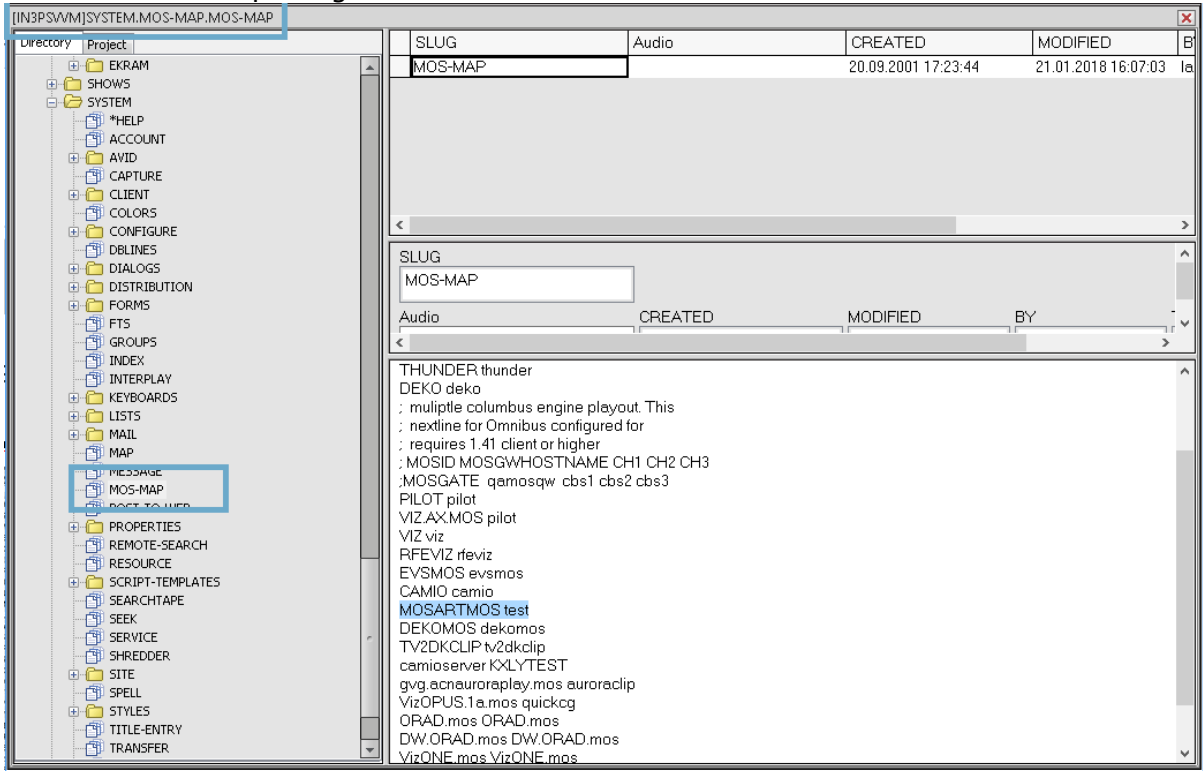 [IN3PSVVM]SYSTEM.MOS-MAP.MOS-MAP
Directory Project
EKRAM
SHOWS
SYSTEM
*HELP
ACCOUNT
AVID
CAPTURE
CLIENT
COLORS
CONFIGURE
DBLINES
DIALOGS
DISTRIBUTION
FORMS
FTS
GROUPS
INDEX
INTERPLAY
KEYBOARDS
LISTS
MAIL
MAP
MESSAGE
MOS-MAP
POST-TO-WEB
PROPERTIES
REMOTE-SEARCH
RESOURCE
SCRIPT-TEMPLATES
SEARCHTAPE
SEEK
SERVICE
SHREDDER
SITE
SPELL
STYLES
TITLE-ENTRY
TRANSFER
SLUG Audio CREATED MODIFIED
MOS-MAP 20.09.2001 17:23:44 21.01.2018 16:07:03
SLUG
MOS-MAP
Audio CREATED MODIFIED BY
THUNDER thunder
DEKO deko
; muliptle columbus engine playout. This
; nextline for Omnibus configured for
; requires 1.41 client or higher
; MOSID MOSGWHOSTNAME CH1 CH2 CH3
;MOSGATE qamosqw cbs1 cbs2 cbs3
PILOT pilot
VIZ.AX.MOS pilot
VIZ viz
RFEVIZ rfeviz
EVSMOS evsmos
CAMIO camio
MOSARTMOS test
DEKOMOS dekomos
TV2DKCLIP tv2dkclip
camioserver KXLYTEST
gvg.acnauroraplay.mos auroraclip
VizOPUS.1a.mos quickcg
ORAD.mos ORAD.mos
DW.ORAD.mos DW.ORAD.mos
VizONE.mos VizONE.mos